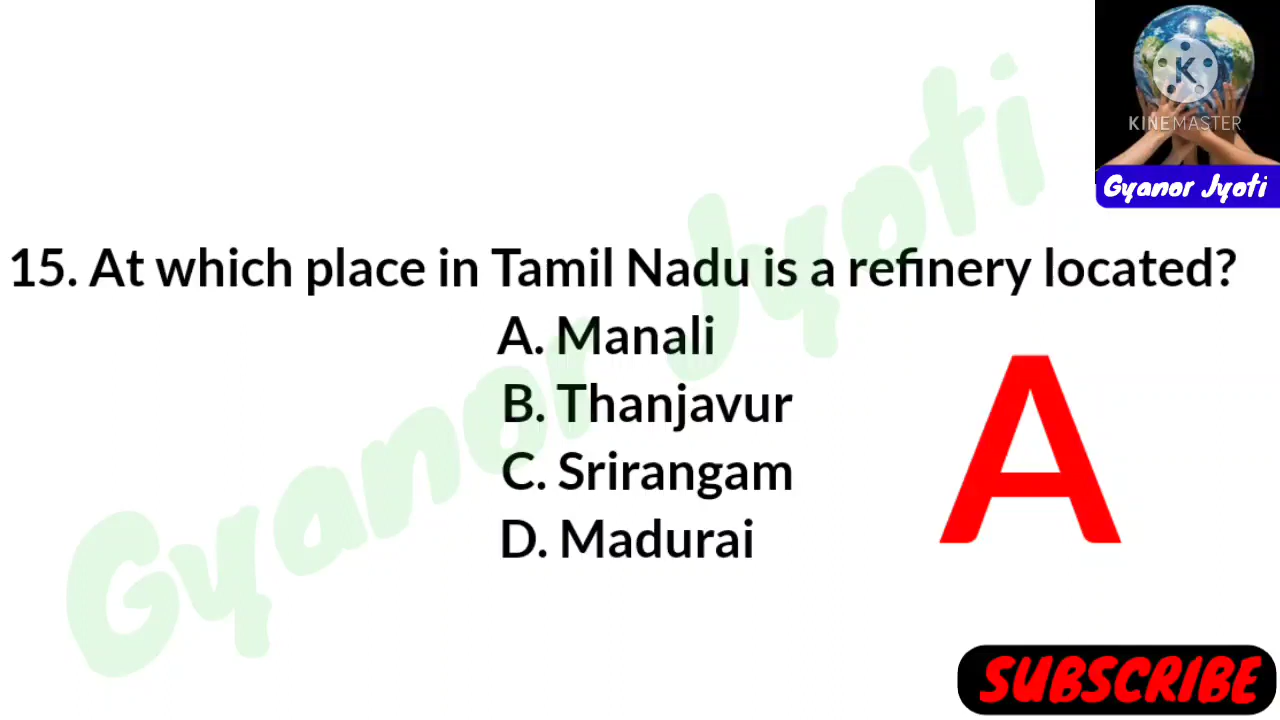 K
KINEMASTER
Gyanor Jyoti
Gyanor Jyoti
15. At which place in Tamil Nadu is a refinery located?
A. Manali
B. Thanjavur
C. Srirangam
D. Madurai
A
SUBSCRIBE